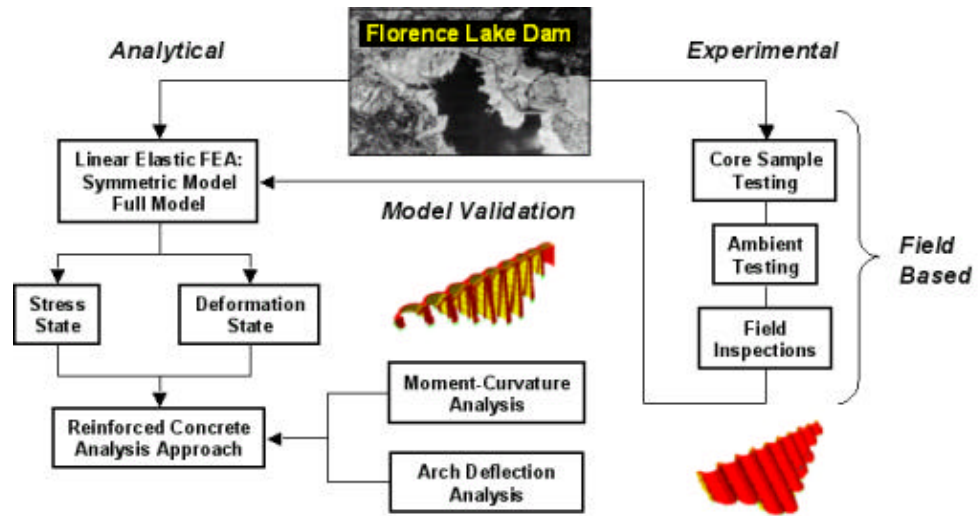 Florence Lake Dam
Analytical
Experimental
Linear Elastic FEA:
Symmetric Model
Full Model
Core Sample
Testing
Model Validation
Ambient
Testing
Field
Based
Stress
State
Deformation
State
Field
Inspections
Moment-Curvature
Analysis
Reinforced Concrete
Analysis Approach
Arch Deflection
Analysis